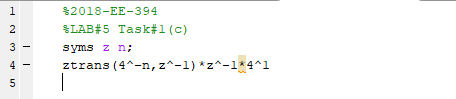 1 %2018-EE-394
2 %LAB#5 Task#1(c)
3 - syms z n;
4 - ztrans(4^-n,z^-1)*z^-1*4^1
5